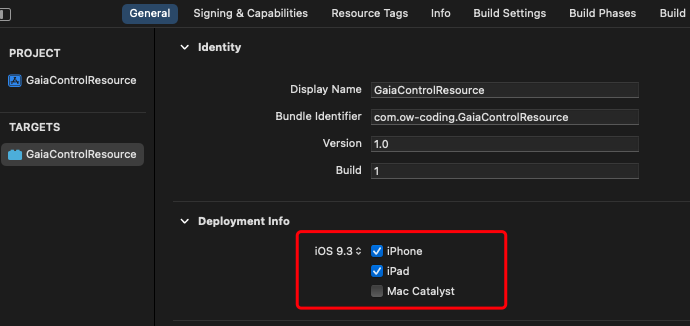 General Signing & Capabilities Resource Tags Info Build Settings Build Phases Build
PROJECT
GaiaControlResource
TARGETS
GaiaControlResource
Identity
Display Name GaiaControlResource
Bundle Identifier com.ow-coding.GaiaControlResource
Version 1.0
Build 1
Deployment Info
iOS 9.3 iPhone
iPad
Mac Catalyst